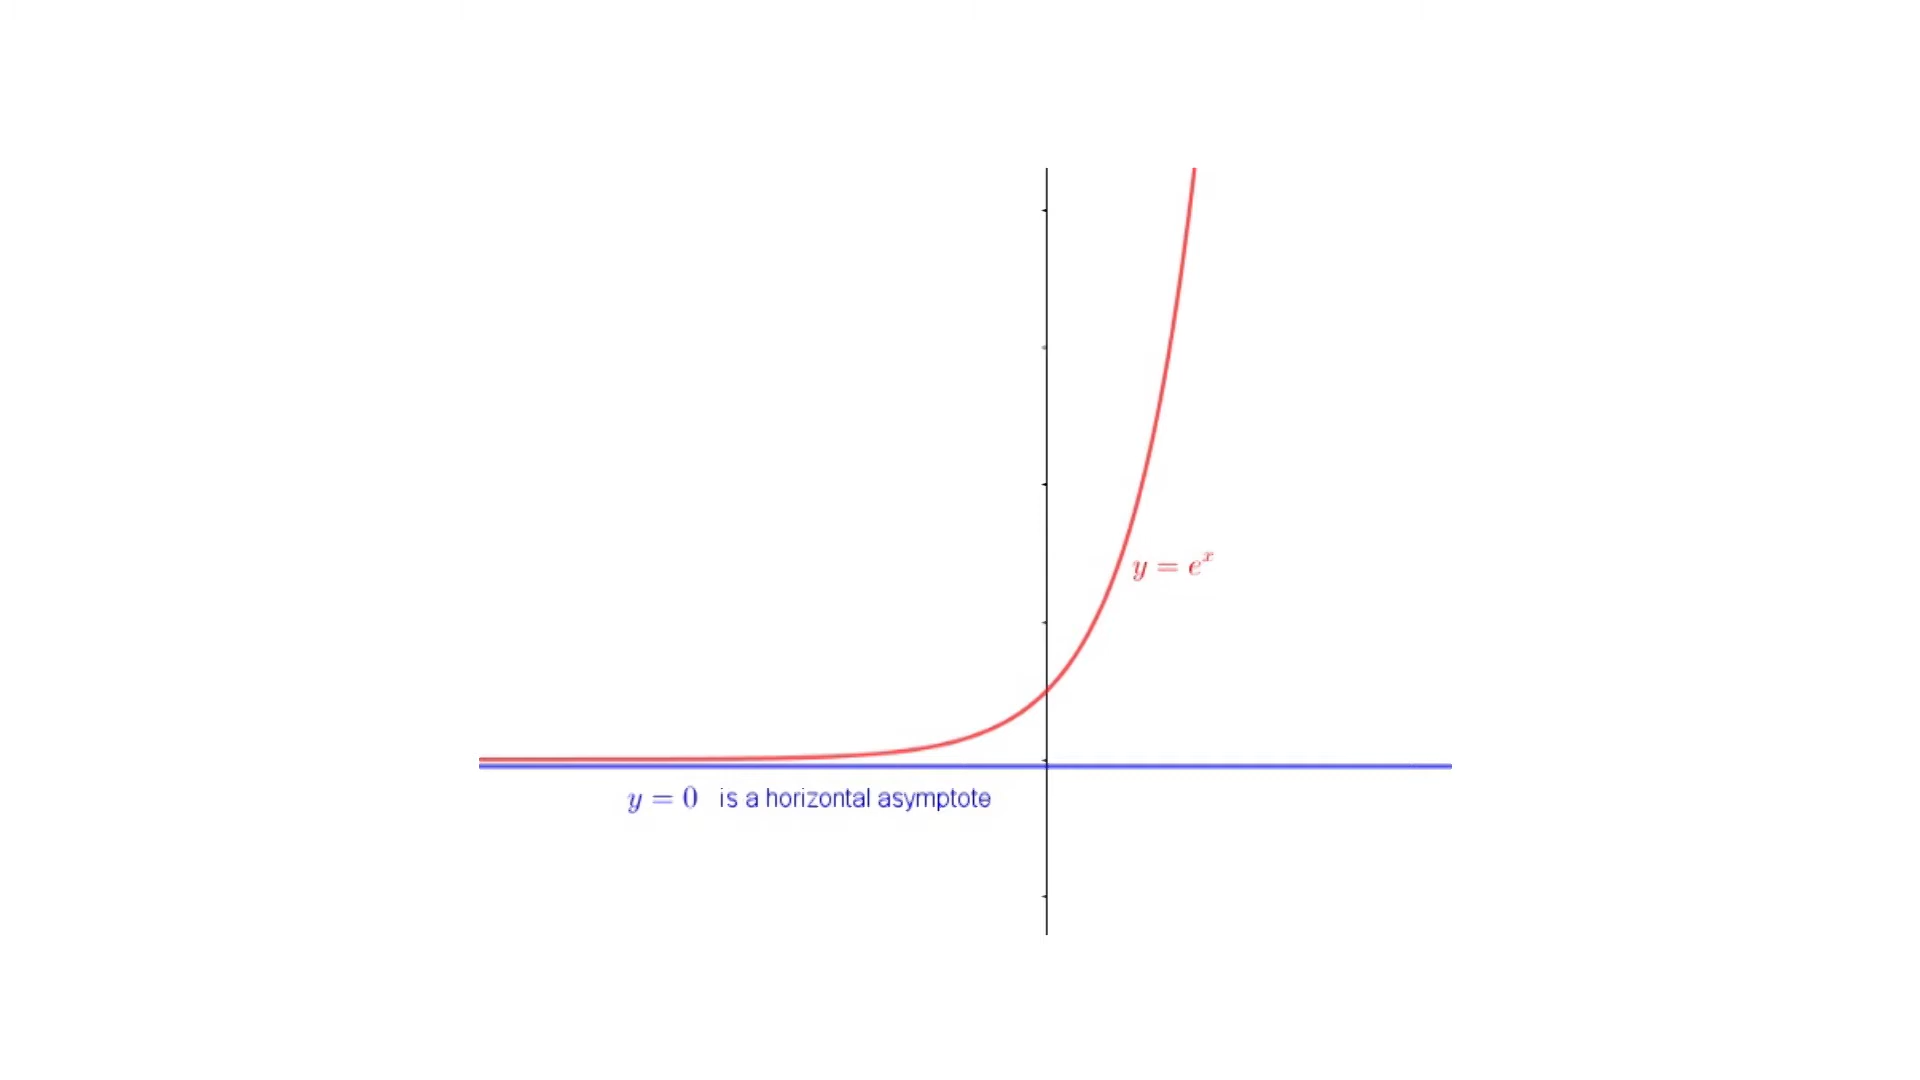 y = e^x
y = 0 is a horizontal asymptote